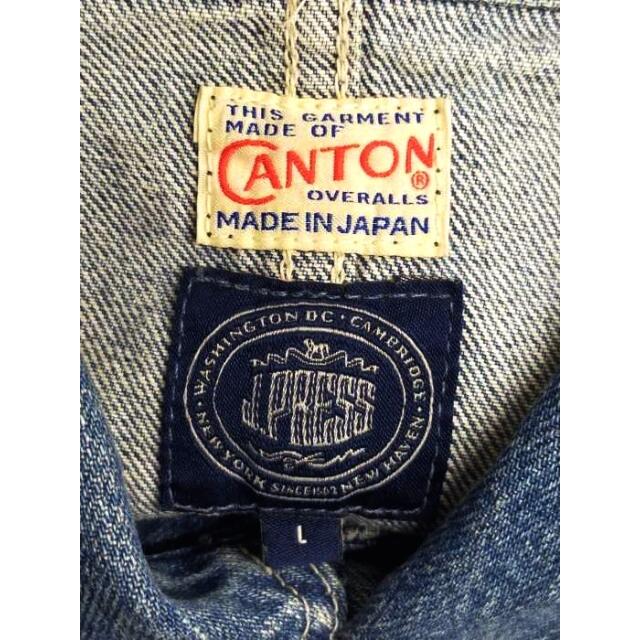 THIS GARMENT
MADE OF
CANTON®
OVERALLS
MADE IN JAPAN
· WASHINGTON DC · CAMBRIDGE ·
J.PRESS
NEW YORK SINCE 1902 NEW HAVEN
L